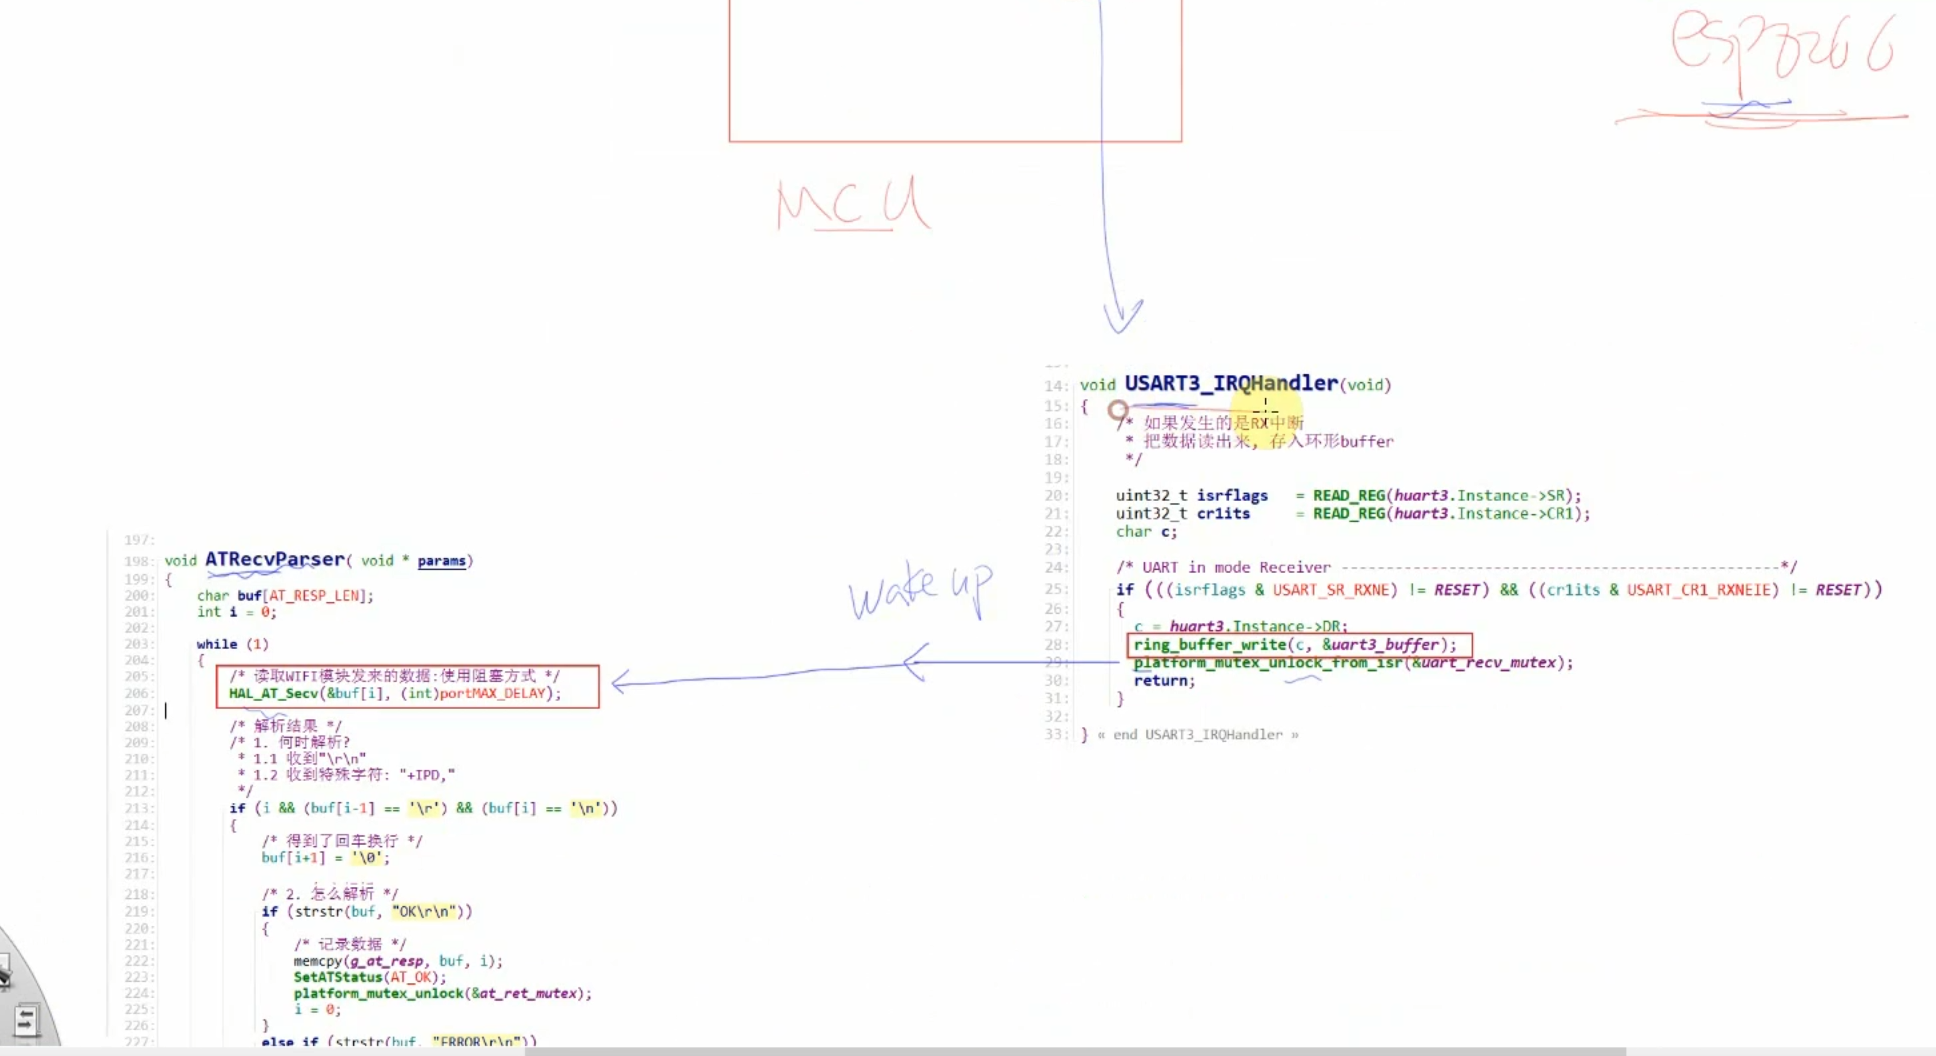 esp8266
MCU
14: void USART3_IRQHandler(void)
15: {
16: /* 如果发生的是RX中断
17: * 把数据读出来, 存入环形buffer
18: */
19:
20: uint32_t isrflags = READ_REG(huart3.Instance->SR);
21: uint32_t cr1its = READ_REG(huart3.Instance->CR1);
22: char c;
23:
24: /* UART in mode Receiver -------------------------------------------------*/
25: if (((isrflags & USART_SR_RXNE) != RESET) && ((cr1its & USART_CR1_RXNEIE) != RESET))
26: {
27: c = huart3.Instance->DR;
28: ring_buffer_write(c, &uart3_buffer);
29: platform_mutex_unlock_from_isr(&uart_recv_mutex);
30: return;
31: }
32:
33: } « end USART3_IRQHandler »
wake up
197:
198: void ATRecvParser( void * params)
199: {
200: char buf[AT_RESP_LEN];
201: int i = 0;
202:
203: while (1)
204: {
205: /* 读取WIFI模块发来的数据:使用阻塞方式 */
206: HAL_AT_Secv(&buf[i], (int)portMAX_DELAY);
207:
208: /* 解析结果 */
209: /* 1. 何时解析?
210: * 1.1 收到"\r\n"
211: * 1.2 收到特殊字符: "+IPD,"
212: */
213: if (i && (buf[i-1] == '\r') && (buf[i] == '\n'))
214: {
215: /* 得到了回车换行 */
216: buf[i+1] = '\0';
217:
218: /* 2. 怎么解析 */
219: if (strstr(buf, "OK\r\n"))
220: {
221: /* 记录数据 */
222: memcpy(g_at_resp, buf, i);
223: SetATStatus(AT_OK);
224: platform_mutex_unlock(&at_ret_mutex);
225: i = 0;
226: }
227: else if (strstr(buf, "ERROR\r\n"))